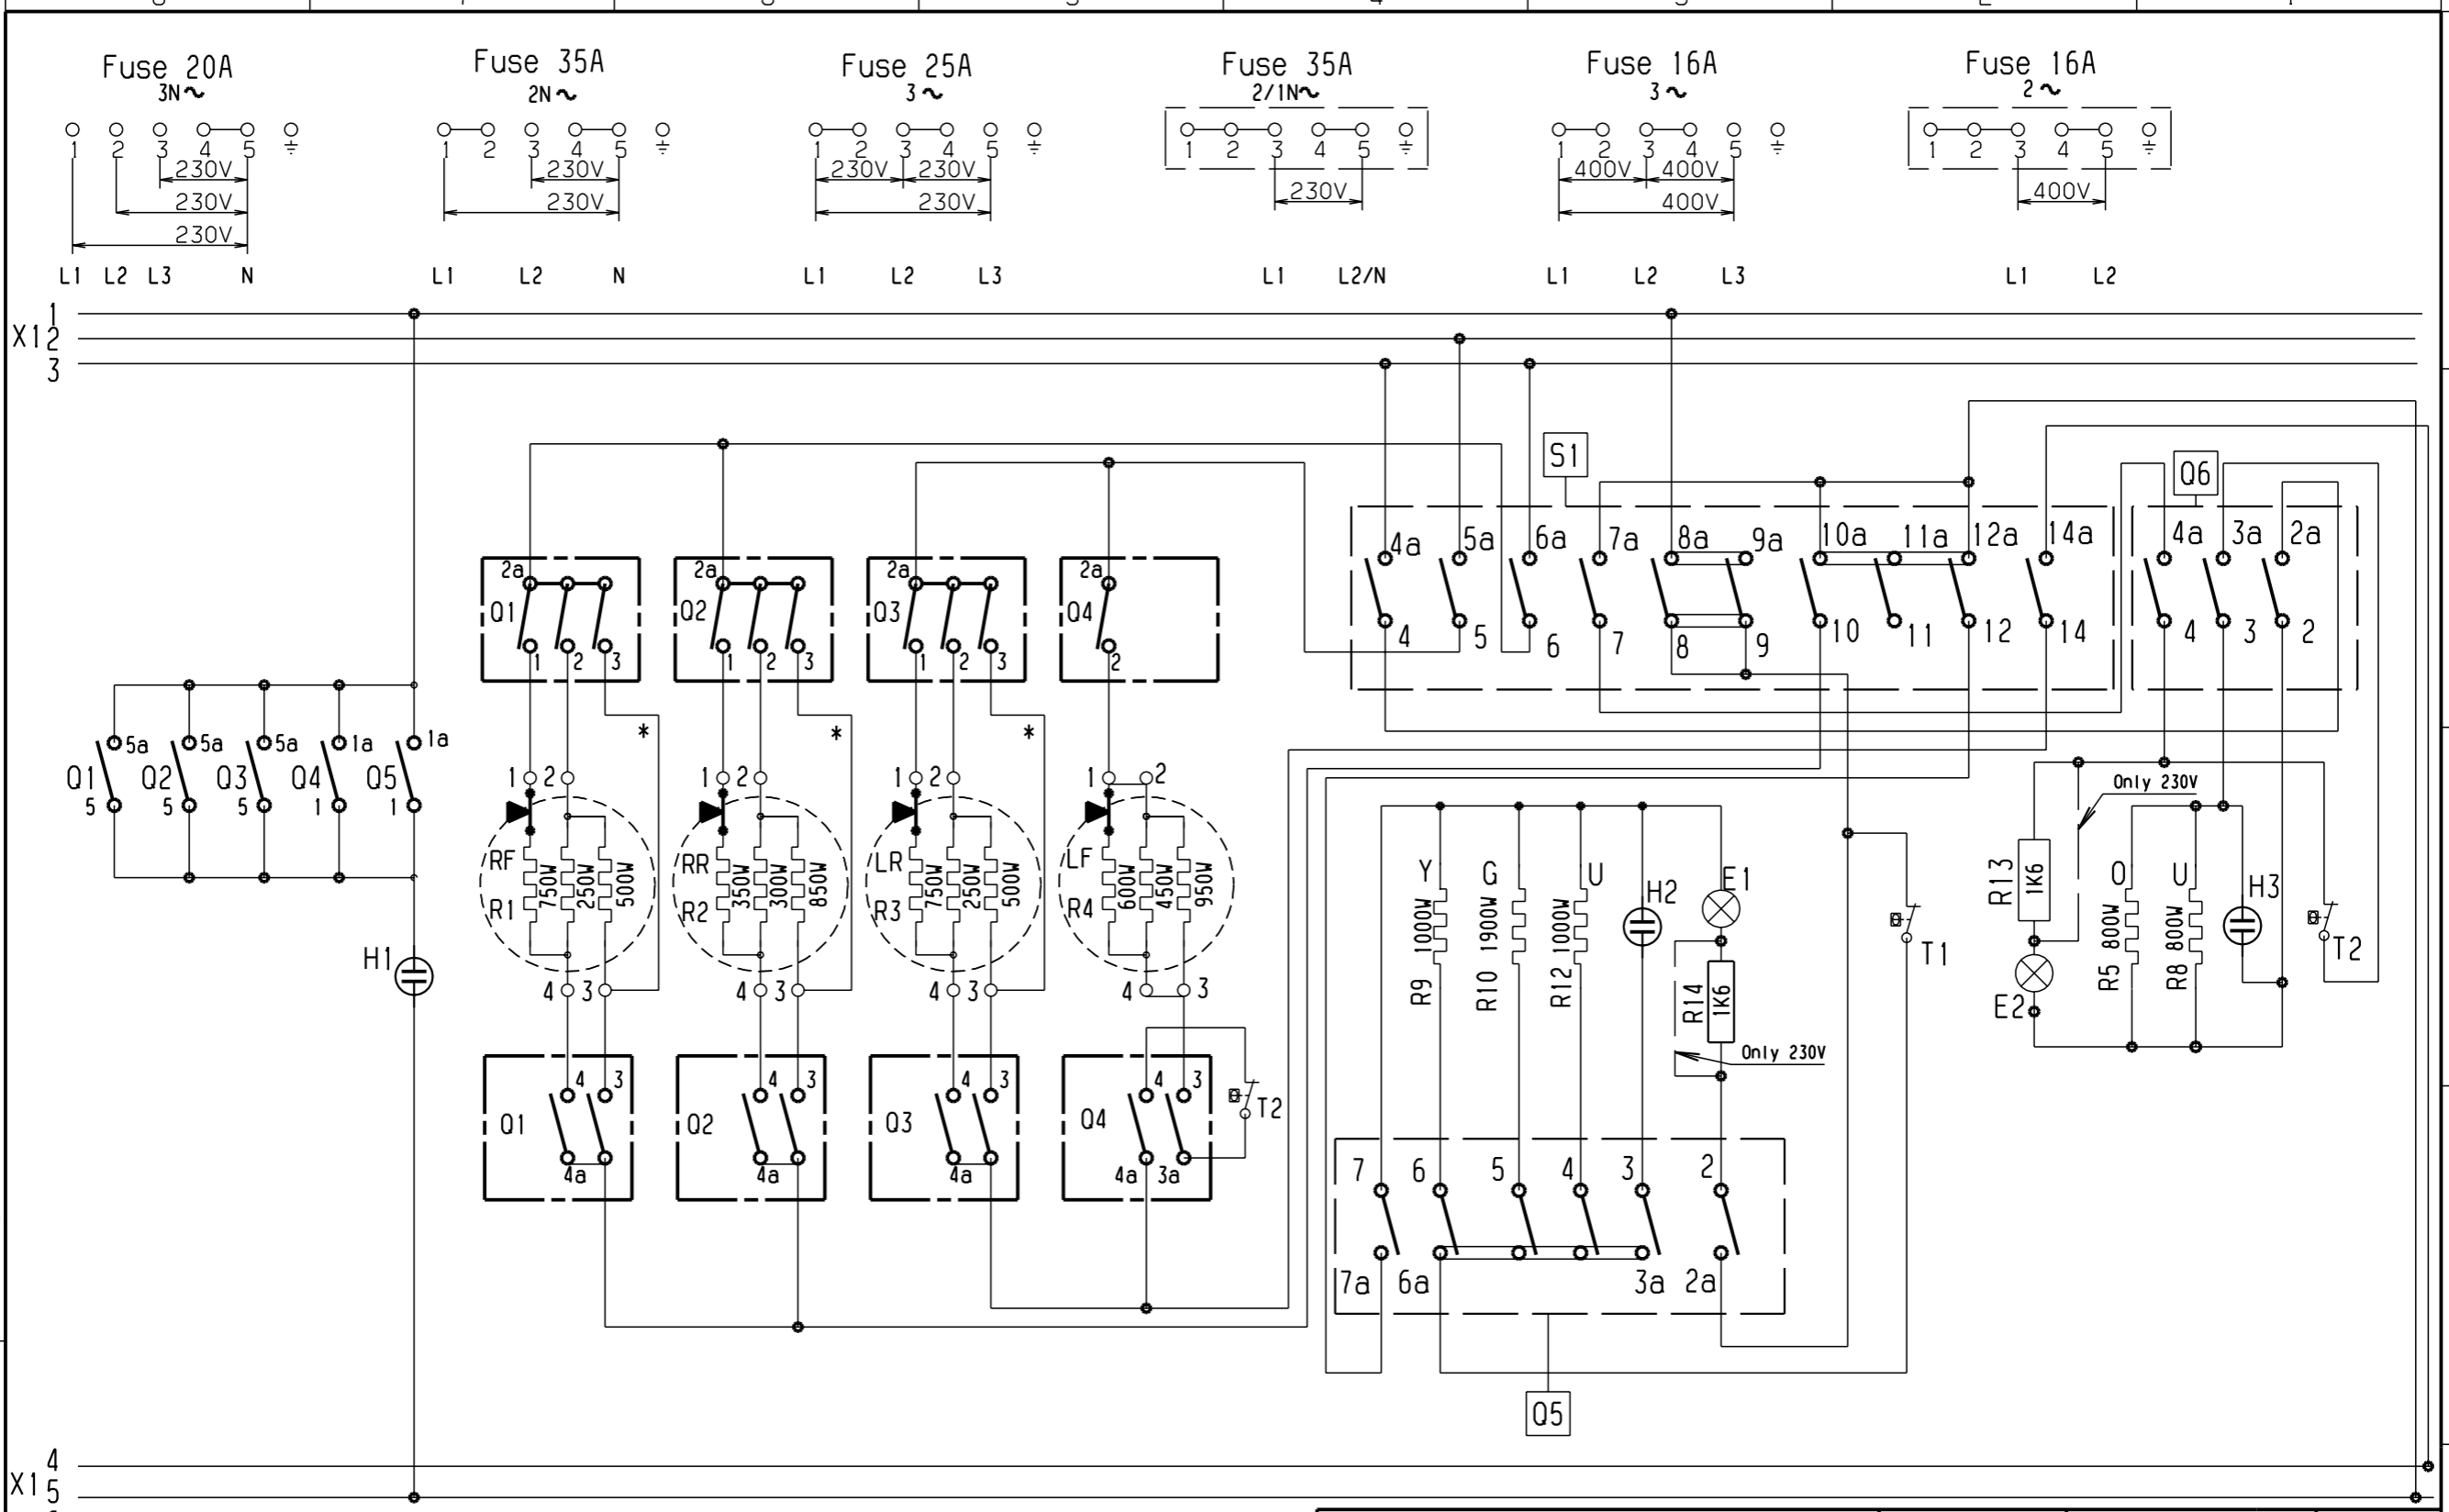 Fuse 20A
3N~
1 2 3 4 5
230V
230V
230V
L1 L2 L3 N
Fuse 35A
2N~
1 2 3 4 5
230V
230V
L1 L2 N
Fuse 25A
3~
1 2 3 4 5
230V 230V
230V
L1 L2 L3
Fuse 35A
2/1N~
1 2 3 4 5
230V
L1 L2/N
Fuse 16A
3~
1 2 3 4 5
400V 400V
400V
L1 L2 L3
Fuse 16A
2~
1 2 3 4 5
400V
L1 L2
X1
1
2
3
S1
Q6
4a 5a 6a 7a 8a 9a 10a 11a 12a 14a
4 5 6 7 8 9 10 11 12 14
4a 3a 2a
4 3 2
2a
Q1
1 2 3
2a
Q2
1 2 3
2a
Q3
1 2 3
2a
Q4
2
* * *
5a 5a 5a 1a 1a
Q1 Q2 Q3 Q4 Q5
5 5 5 1 1
H1
1 2
RF
R1
750W
250W
500W
4 3
1 2
RR
R2
350W
300W
850W
4 3
1 2
LR
R3
750W
250W
500W
4 3
1 2
LF
R4
600W
450W
950W
4 3
Q1
4 3
4a
Q2
4 3
4a
Q3
4 3
4a
Q4
4 3
4a 3a
T2
Y
R9 1000W
G
R10 1900W
U
R12 1000W
H2
E1
R14
1K6
Only 230V
T1
7 6 5 4 3 2
7a 6a 3a 2a
Q5
Only 230V
R13
1K6
E2
O
R5 800W
U
R8 800W
H3
T2
X1
4
5